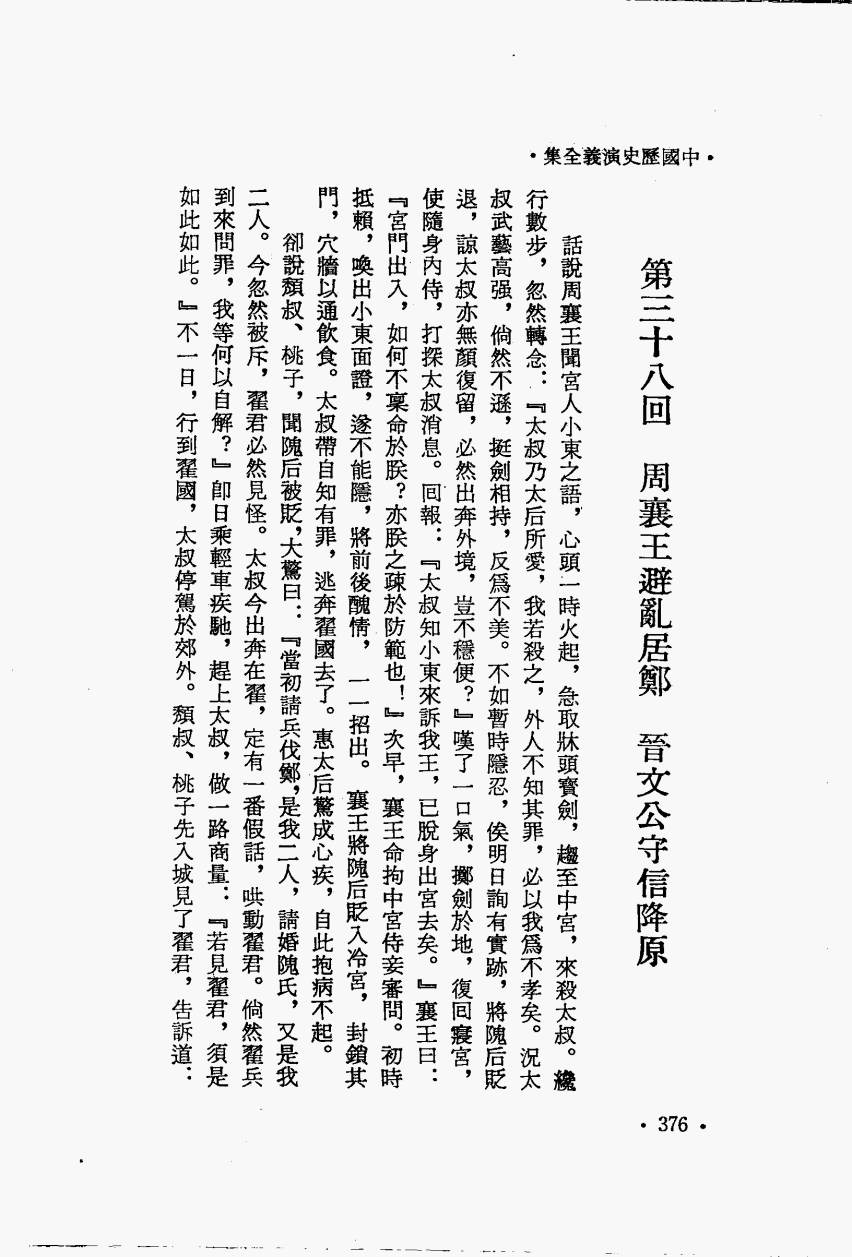 •中國歷史演義全集•
第三十八回　周襄王避亂居鄭　晉文公守信降原
話說周襄王聞宮人小東之語，心頭一時火起，急取牀頭寶劍，趨至中宮，來殺太叔。纔
行數步，忽然轉念：『太叔乃太后所愛，我若殺之，外人不知其罪，必以我爲不孝矣。況太
叔武藝高强，倘然不遜，挺劍相持，反爲不美。不如暫時隱忍，俟明日詢有實跡，將隗后貶
退，諒太叔亦無顏復留，必然出奔外境，豈不穩便？』嘆了一口氣，擲劍於地，復回寢宮，
使隨身內侍，打探太叔消息。回報：『太叔知小東來訴我王，已脫身出宮去矣。』襄王曰：
『宮門出入，如何不稟命於朕？亦朕之疎於防範也！』次早，襄王命拘中宮侍妾審問。初時
抵賴，喚出小東面證，遂不能隱，將前後醜情，一一招出。襄王將隗后貶入冷宮，封鎖其
門，穴牆以通飲食。太叔帶自知有罪，逃奔翟國去了。惠太后驚成心疾，自此抱病不起。
卻說頹叔、桃子，聞隗后被貶，大驚曰：『當初請兵伐鄭，是我二人，請婚隗氏，又是我
二人。今忽然被斥，翟君必然見怪。太叔今出奔在翟，定有一番假話，哄動翟君。倘然翟兵
到來問罪，我等何以自解？』卽日乘輕車疾馳，趕上太叔，做一路商量：『若見翟君，須是
如此如此。』不一日，行到翟國，太叔停駕於郊外。頹叔、桃子先入城見了翟君，告訴道：
•376•